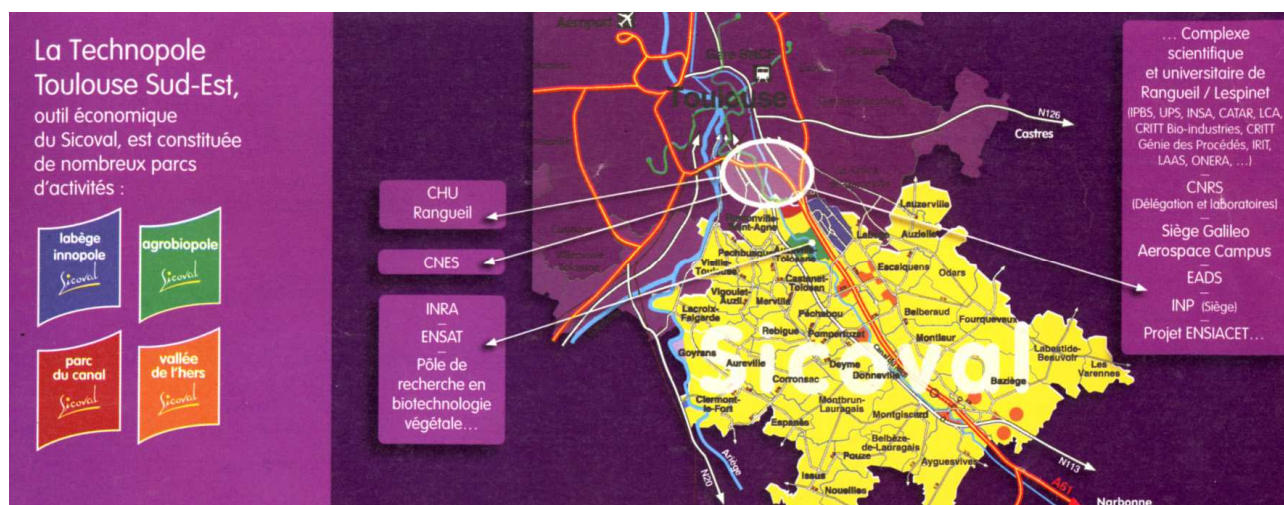 La Technopole
Toulouse Sud-Est,
outil économique
du Sicoval, est constituée
de nombreux parcs
d'activités :
labège
innopole
Sicoval
agrobiopole
Sicoval
parc
du canal
Sicoval
vallée
de l'hers
Sicoval
CHU
Rangueil
CNES
INRA
ENSAT
Pôle de
recherche en
biotechnologie
végétale...
Aéroport
Gare SNCF
Toulouse
N126
Castres
Lauzerville
Auzielle
Vieille-
Toulouse
Castanet-
Tolosan
Escalquens
Odars
Vigoulet-
Auzil
Merville
Lacroix-
Falgarde
Péchabou
Belberaud
Fourquevaux
Rebigue
Pompertuzat
Montlaur
Sicoval
Labastide-
Beauvoir
Goyrans
Aureville
Deyme
Donneville
Les
Varennes
Corronsac
Baziège
Clermont-
le-Fort
Montbrun-
Lauragais
Montgiscard
Espanès
Belbèze-
de-Lauragais
Pouze
Ayguesvives
Issus
Noueilles
Ariège
N20
N113
A61
Narbonne
... Complexe
scientifique
et universitaire de
Rangueil / Lespinet
(IPBS, UPS, INSA, CATAR, LCA,
CRITT Bio-industries, CRITT
Génie des Procédés, IRIT,
LAAS, ONERA, ...)
CNRS
(Délégation et laboratoires)
Siège Galileo
Aerospace Campus
EADS
INP (Siège)
Projet ENSIACET...